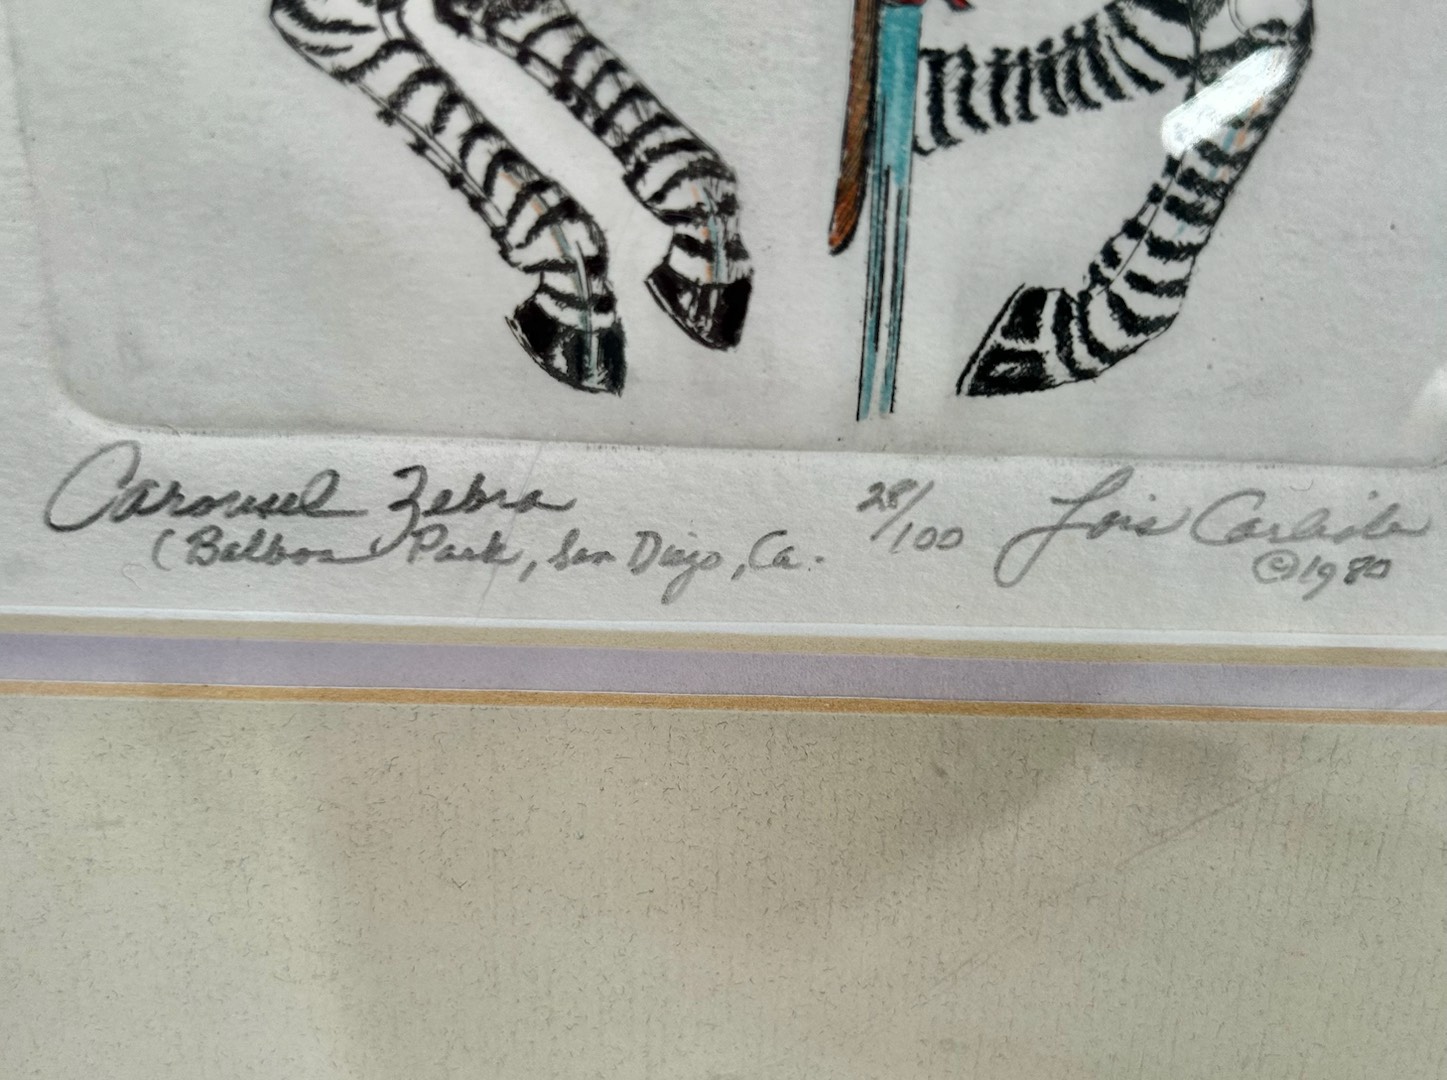 Carousel Zebra 28/100 Lois Carlisle
(Balboa Park, San Diego, Ca. ©1980